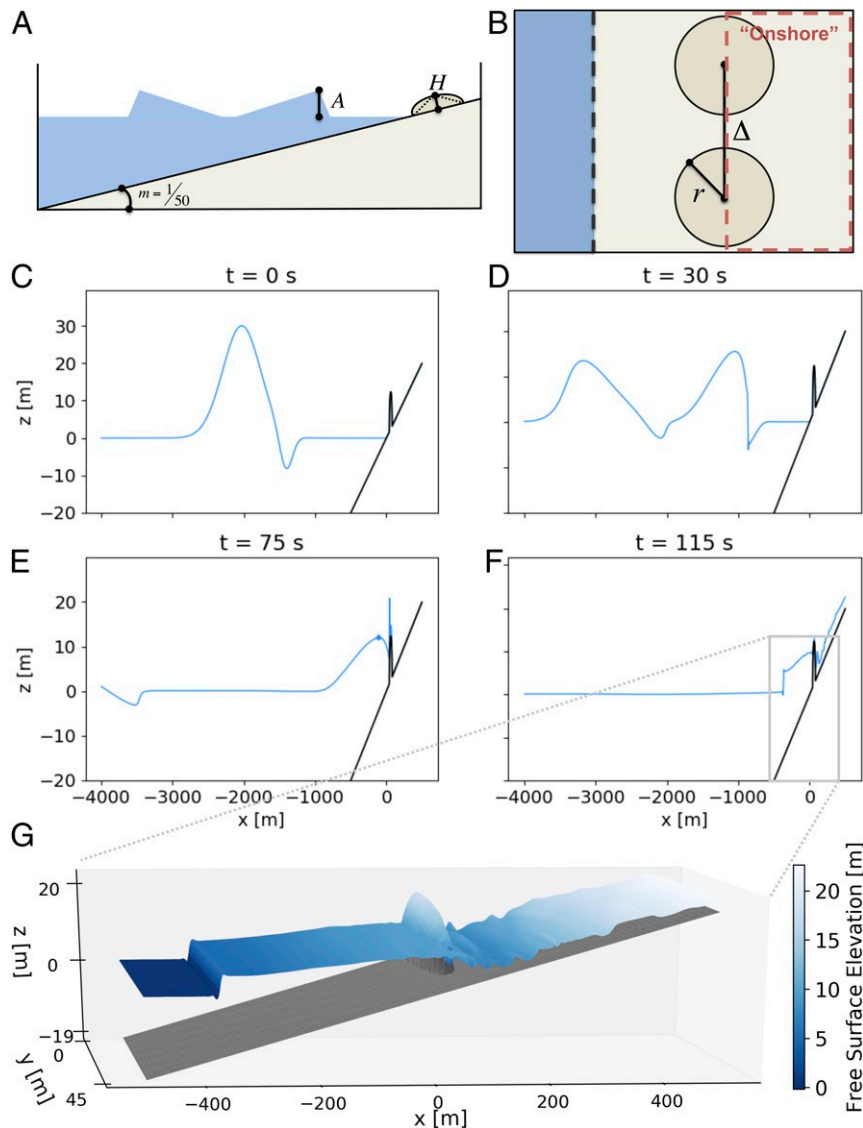 A
A
H
m = 1/50
B
"Onshore"
Δ
r
C
t = 0 s
z [m]
30
20
10
0
−10
−20
D
t = 30 s
E
t = 75 s
z [m]
20
10
0
−10
−20
−4000 −3000 −2000 −1000 0
x [m]
F
t = 115 s
−4000 −3000 −2000 −1000 0
x [m]
G
z [m]
20
0
−19
0
45
y [m]
−400 −200 0 200 400
x [m]
20
15
10
5
0
Free Surface Elevation [m]